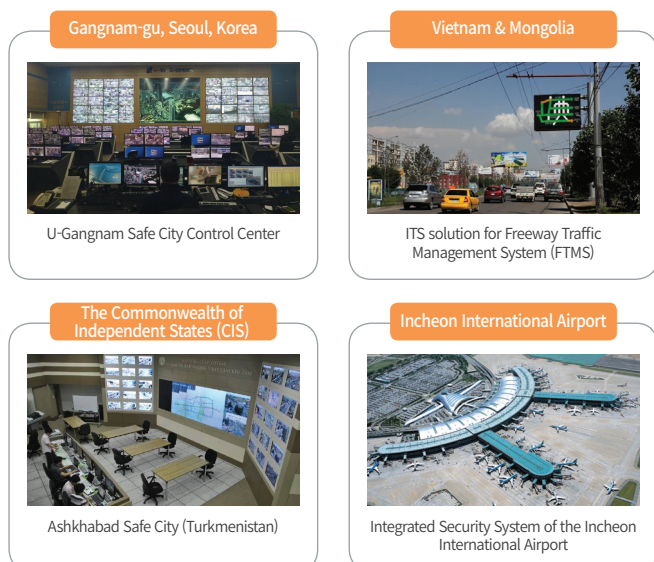 Gangnam-gu, Seoul, Korea
U-Gangnam Safe City Control Center
Vietnam & Mongolia
ITS solution for Freeway Traffic
Management System (FTMS)
The Commonwealth of
Independent States (CIS)
Ashkhabad Safe City (Turkmenistan)
Incheon International Airport
Integrated Security System of the Incheon
International Airport